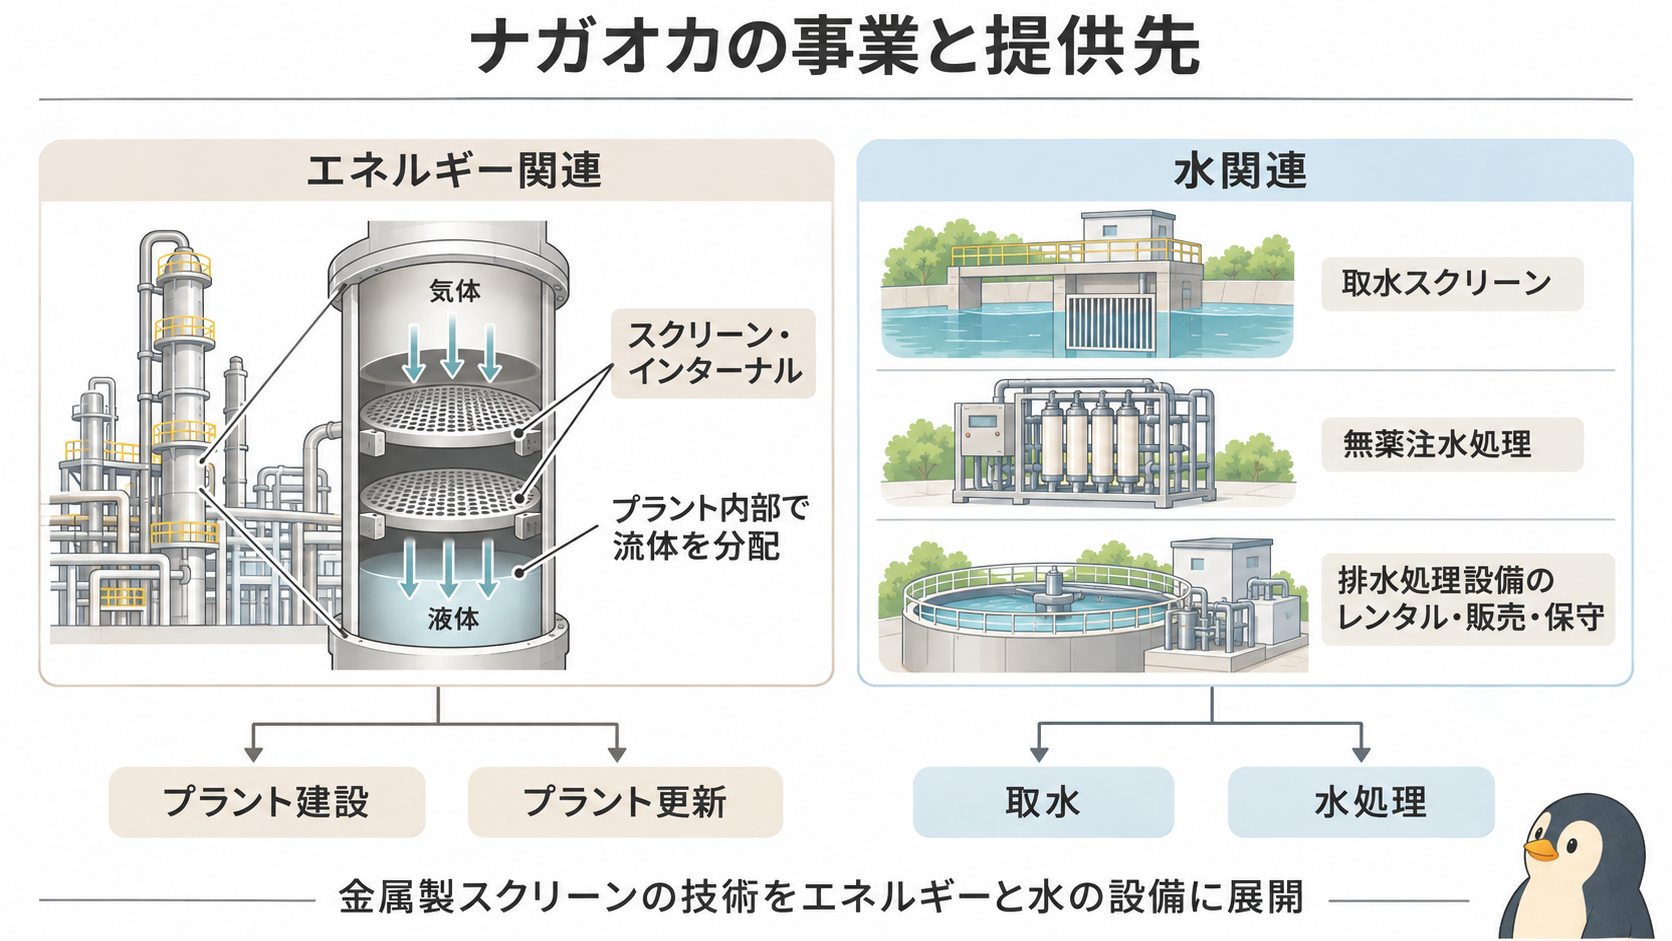 ナガオカの事業と提供先
エネルギー関連
気体
スクリーン・
インターナル
プラント内部で
流体を分配
液体
プラント建設
プラント更新
水関連
取水スクリーン
無薬注水処理
排水処理設備の
レンタル・販売・保守
取水
水処理
金属製スクリーンの技術をエネルギーと水の設備に展開